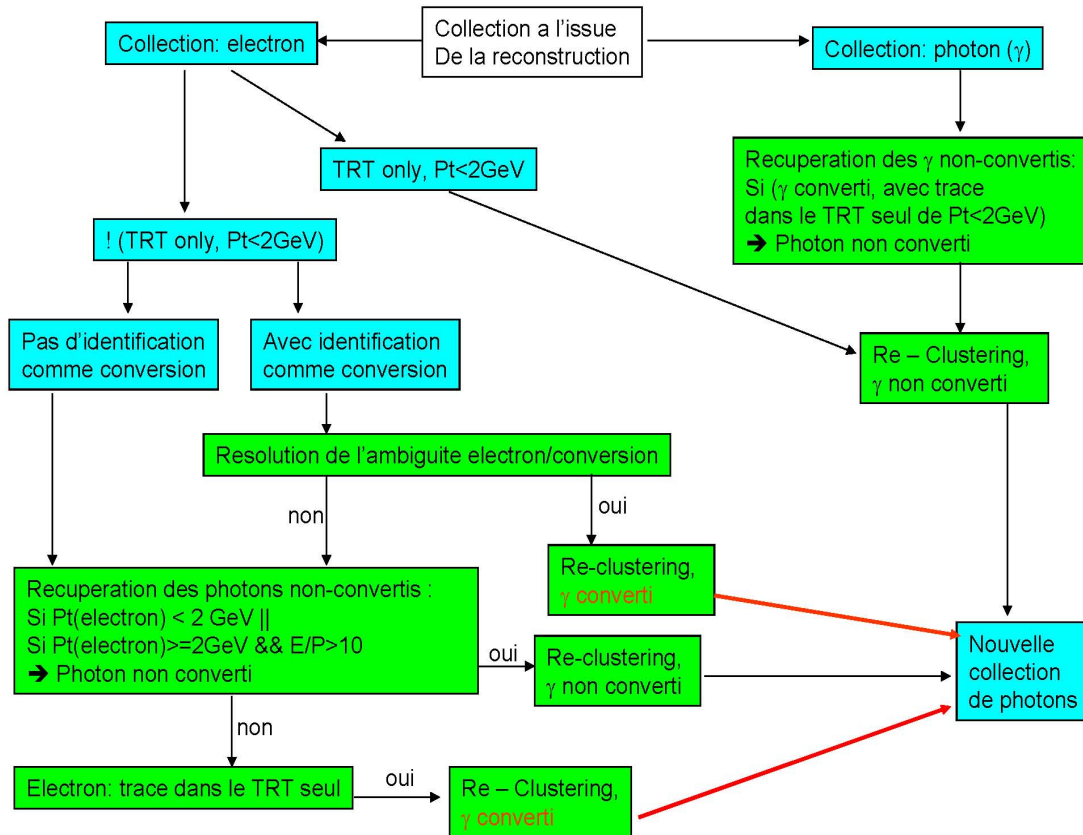 Collection: electron
Collection a l'issue
De la reconstruction
Collection: photon (γ)
TRT only, Pt<2GeV
Recuperation des γ non-convertis:
Si (γ converti, avec trace
dans le TRT seul de Pt<2GeV)
➔ Photon non converti
! (TRT only, Pt<2GeV)
Pas d'identification
comme conversion
Avec identification
comme conversion
Re – Clustering,
γ non converti
Resolution de l'ambiguite electron/conversion
non
oui
Re-clustering,
γ converti
Recuperation des photons non-convertis :
Si Pt(electron) < 2 GeV ||
Si Pt(electron)>=2GeV && E/P>10
➔ Photon non converti
oui
Re-clustering,
γ non converti
Nouvelle
collection
de photons
non
Electron: trace dans le TRT seul
oui
Re – Clustering,
γ converti